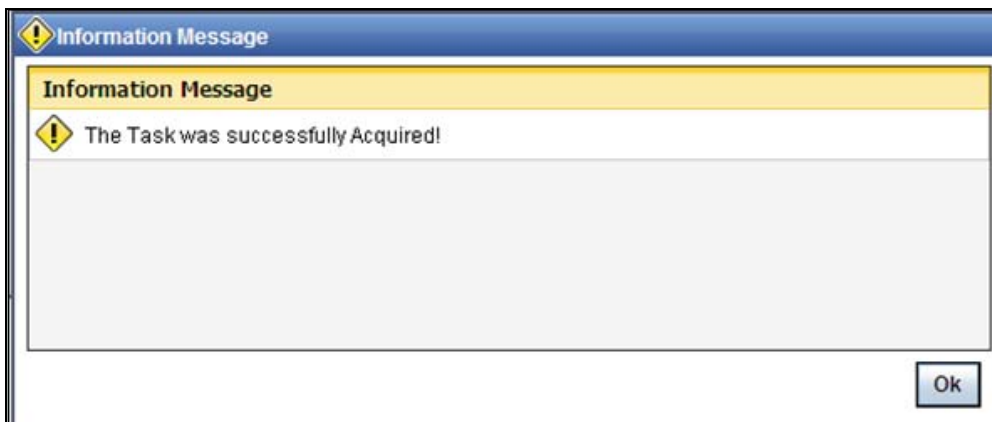 Information Message
Information Message
The Task was successfully Acquired!
Ok